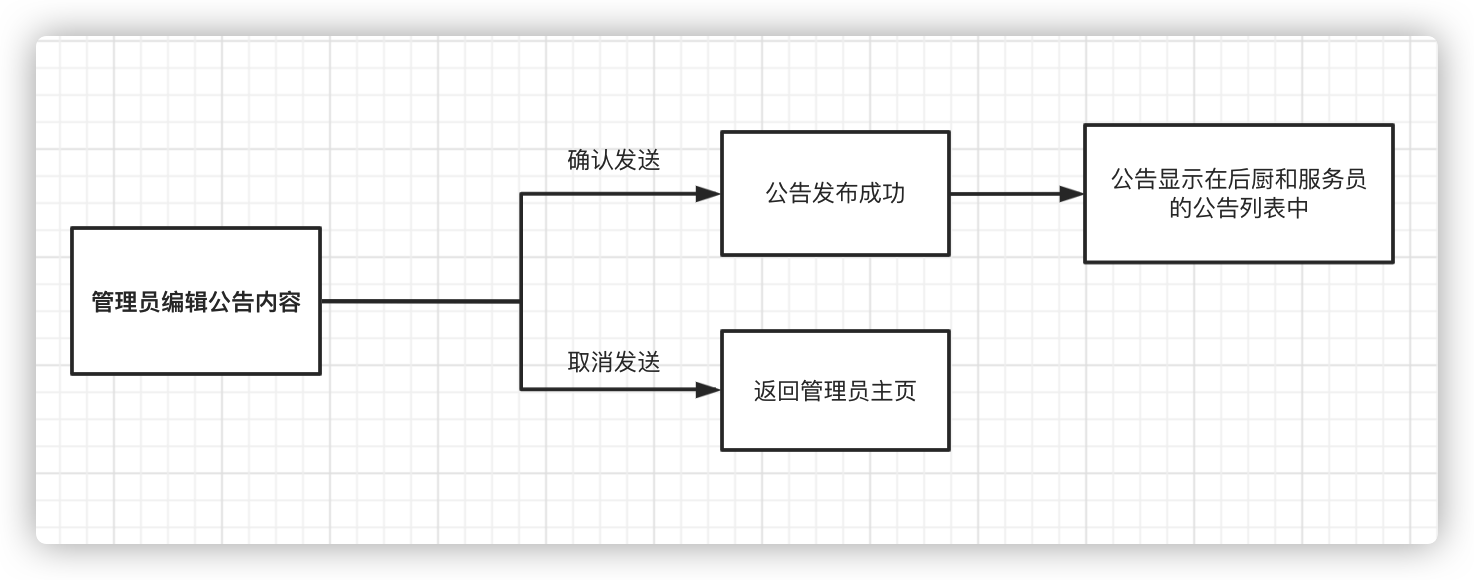 确认发送
公告发布成功
公告显示在后厨和服务员
的公告列表中
管理员编辑公告内容
取消发送
返回管理员主页